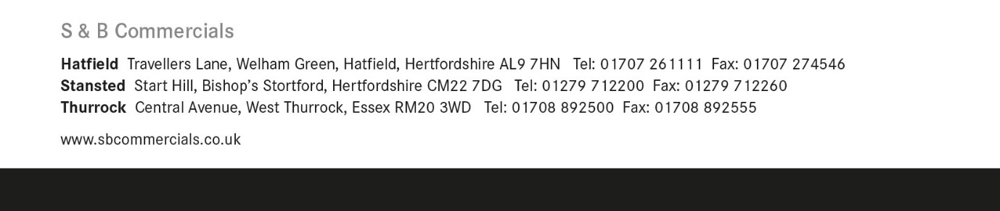 S & B Commercials
Hatfield Travellers Lane, Welham Green, Hatfield, Hertfordshire AL9 7HN Tel: 01707 261111 Fax: 01707 274546
Stansted Start Hill, Bishop’s Stortford, Hertfordshire CM22 7DG Tel: 01279 712200 Fax: 01279 712260
Thurrock Central Avenue, West Thurrock, Essex RM20 3WD Tel: 01708 892500 Fax: 01708 892555
www.sbcommercials.co.uk